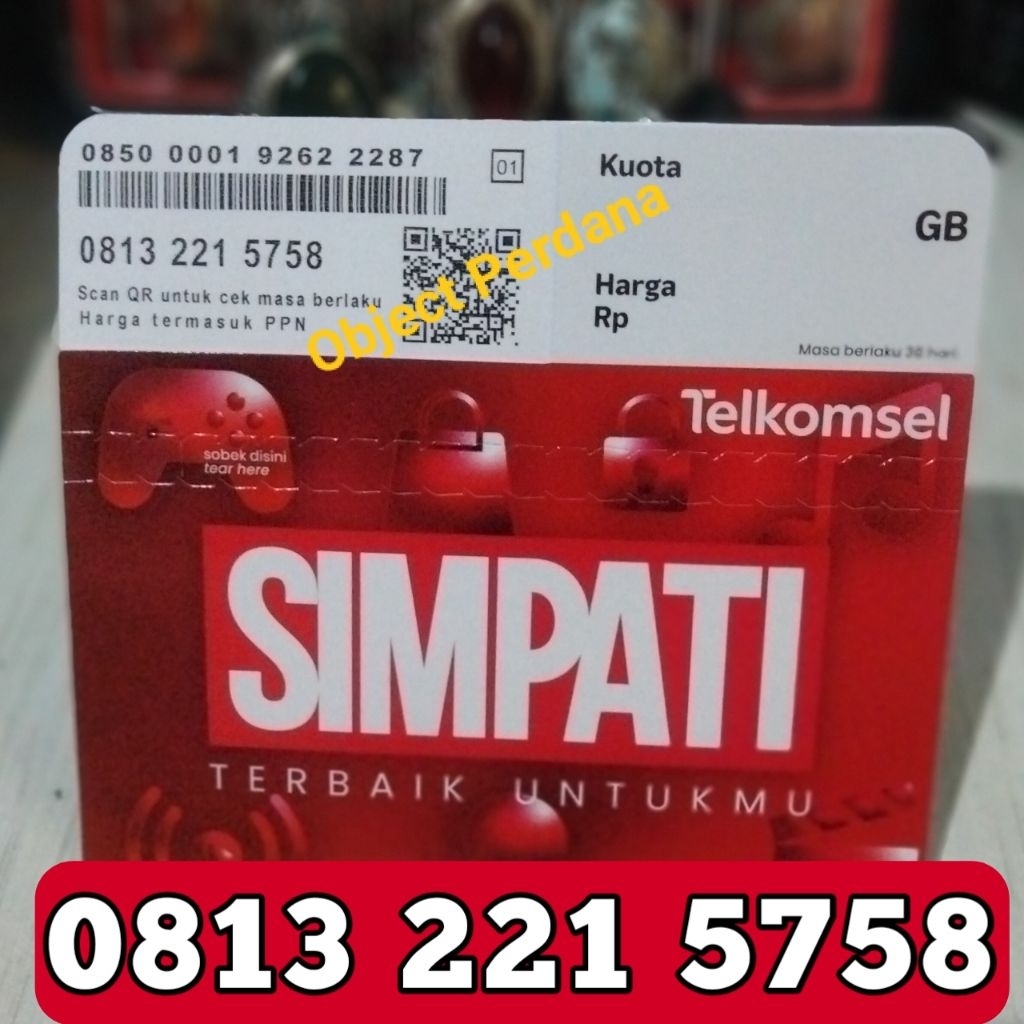 0850 0001 9262 2287
01
0813 221 5758
Scan QR untuk cek masa berlaku
Harga termasuk PPN
Kuota
GB
Harga
Rp
Masa berlaku 30 hari
Object Perdana
Telkomsel
sobek disini
tear here
SIMPATI
TERBAIK UNTUKMU
0813 221 5758